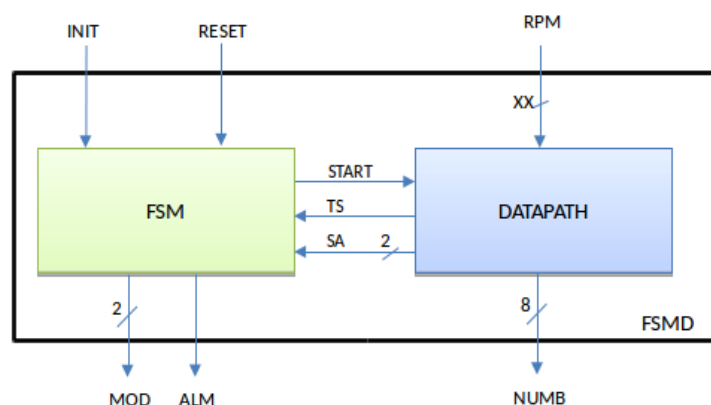 INIT
RESET
RPM
XX
FSM
START
TS
SA
2
DATAPATH
2
8
FSMD
MOD
ALM
NUMB